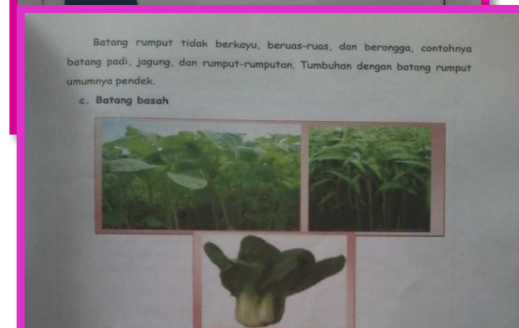 Batang rumput tidak berkayu, beruas-ruas, dan berongga, contohnya
batang padi, jagung, dan rumput-rumputan. Tumbuhan dengan batang rumput
umumnya pendek.
c. Batang basah